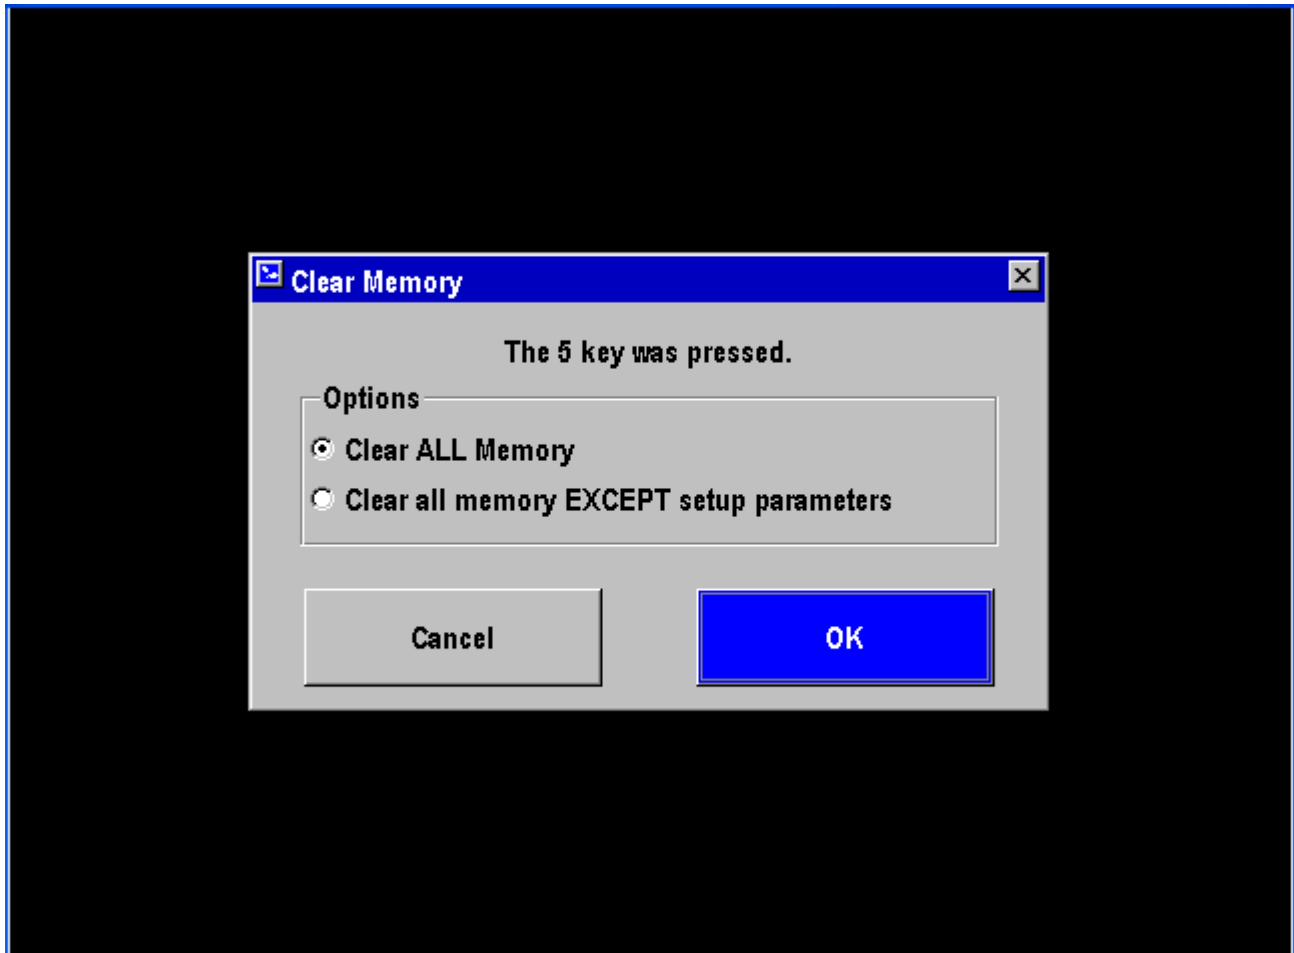 Clear Memory
The 5 key was pressed.
Options
Clear ALL Memory
Clear all memory EXCEPT setup parameters
Cancel
OK